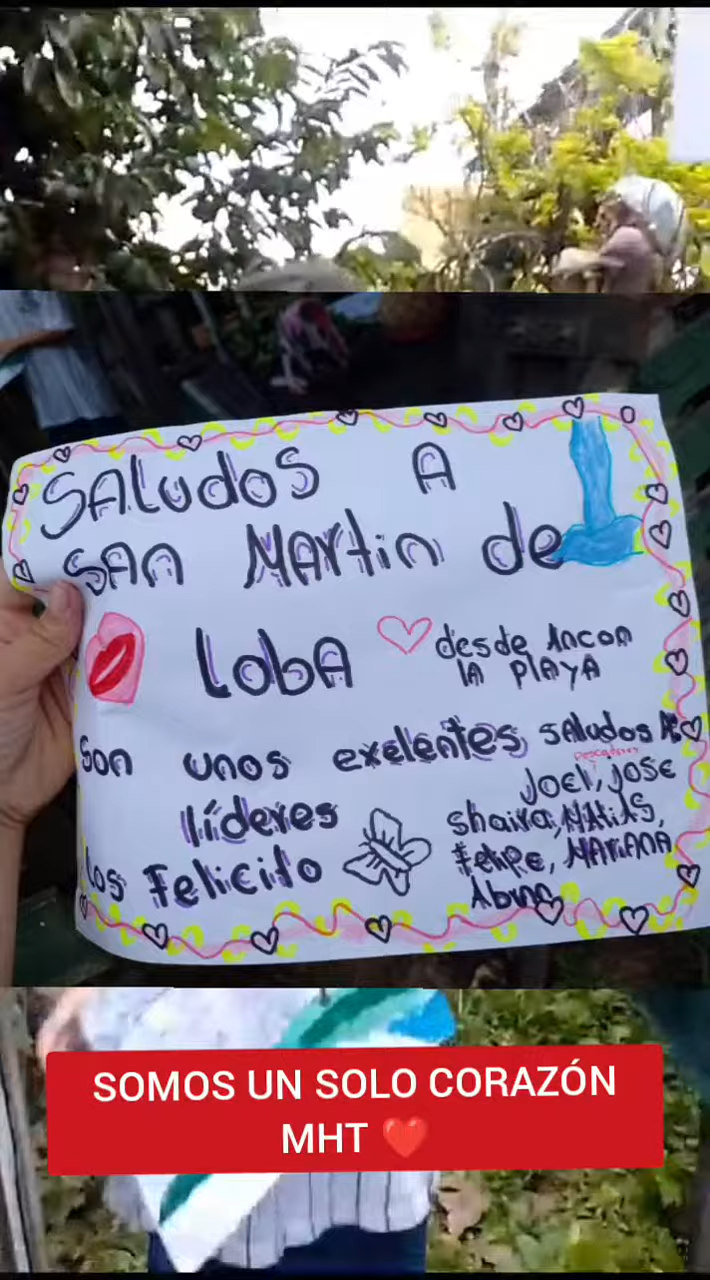 SALUDOS A
SAN MARTIN de
LOBA
desde Ancon
LA PLAYA
Son unos exelentes
líderes
Los Felicito
SALUDOS DE
JOEL, JOSE
Shaira, MATIAS,
Felipe, MARIANA
SOMOS UN SOLO CORAZÓN
MHT ❤️